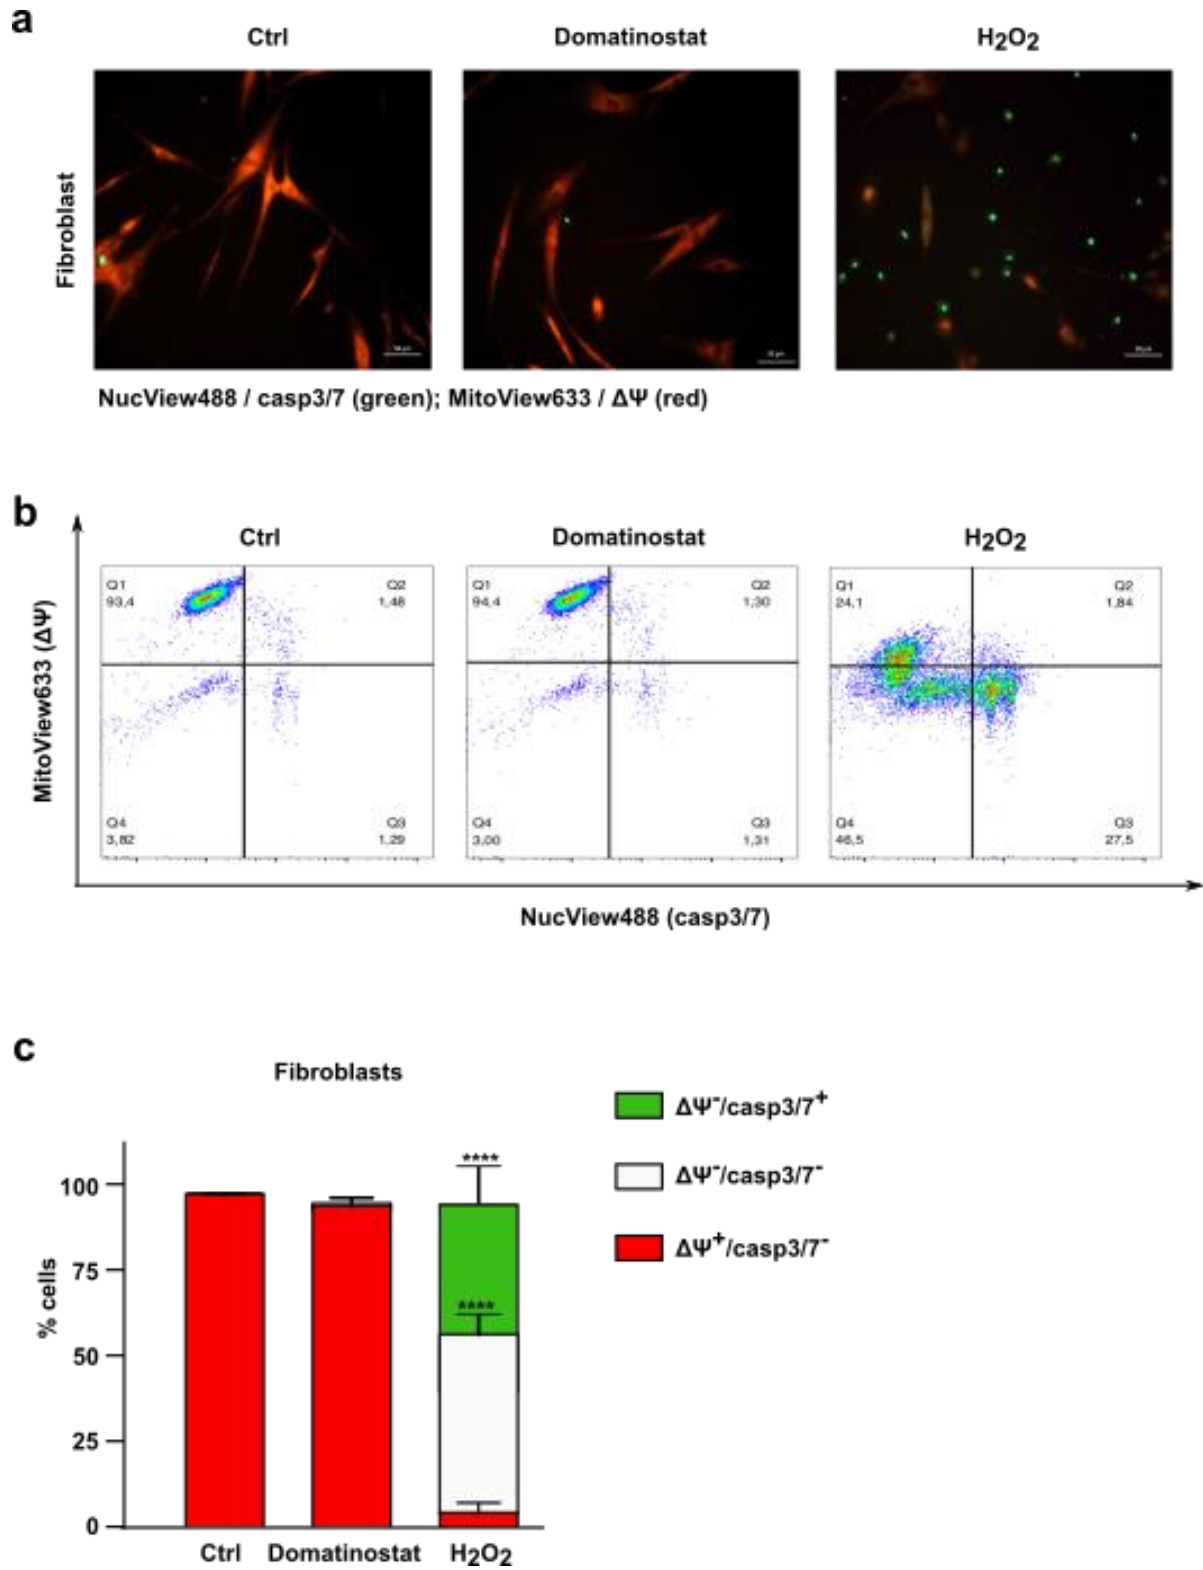 a
Ctrl
Domatinostat
H₂O₂
Fibroblast
NucView488 / casp3/7 (green); MitoView633 / ΔΨ (red)
b
Ctrl
Domatinostat
H₂O₂
MitoView633 (ΔΨ)
Q1
93,4
Q2
1,48
Q4
3,82
Q3
1,29
Q1
94,4
Q2
1,30
Q4
3,00
Q3
1,31
Q1
24,1
Q2
1,84
Q4
46,5
Q3
27,5
NucView488 (casp3/7)
c
Fibroblasts
ΔΨ⁻/casp3/7⁺
ΔΨ⁻/casp3/7⁻
ΔΨ⁺/casp3/7⁻
% cells
100
75
50
25
0
****
****
Ctrl
Domatinostat
H₂O₂